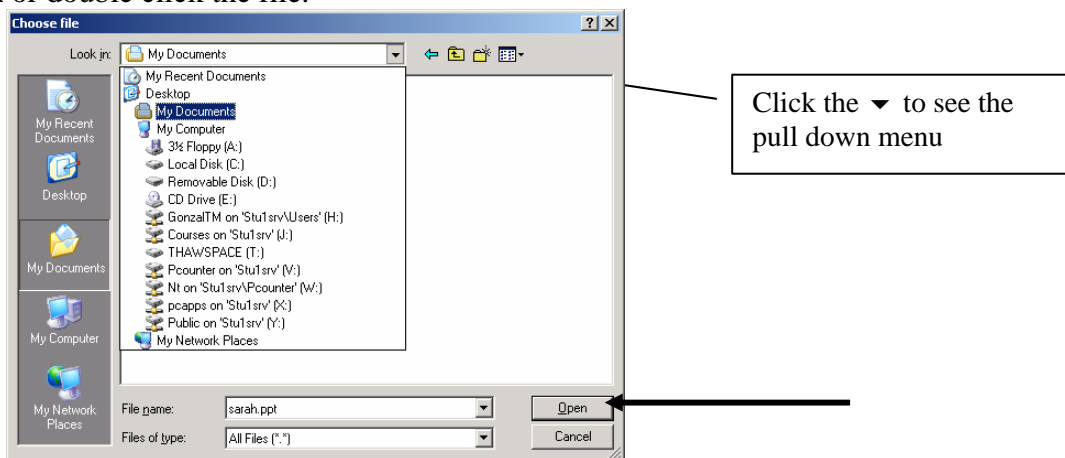 or double click the file.
Choose file
Look in: My Documents
My Recent Documents
Desktop
My Documents
My Computer
3½ Floppy (A:)
Local Disk (C:)
Removable Disk (D:)
CD Drive (E:)
GonzalTM on 'Stu1srv\Users' (H:)
Courses on 'Stu1srv' (J:)
THAWSPACE (T:)
Pcounter on 'Stu1srv' (V:)
Nt on 'Stu1srv\Pcounter' (W:)
pcapps on 'Stu1srv' (X:)
Public on 'Stu1srv' (Y:)
My Network Places
My Recent
Documents
Desktop
My Documents
My Computer
My Network
Places
File name: sarah.ppt Open
Files of type: All Files (*.*) Cancel
Click the ▼ to see the
pull down menu